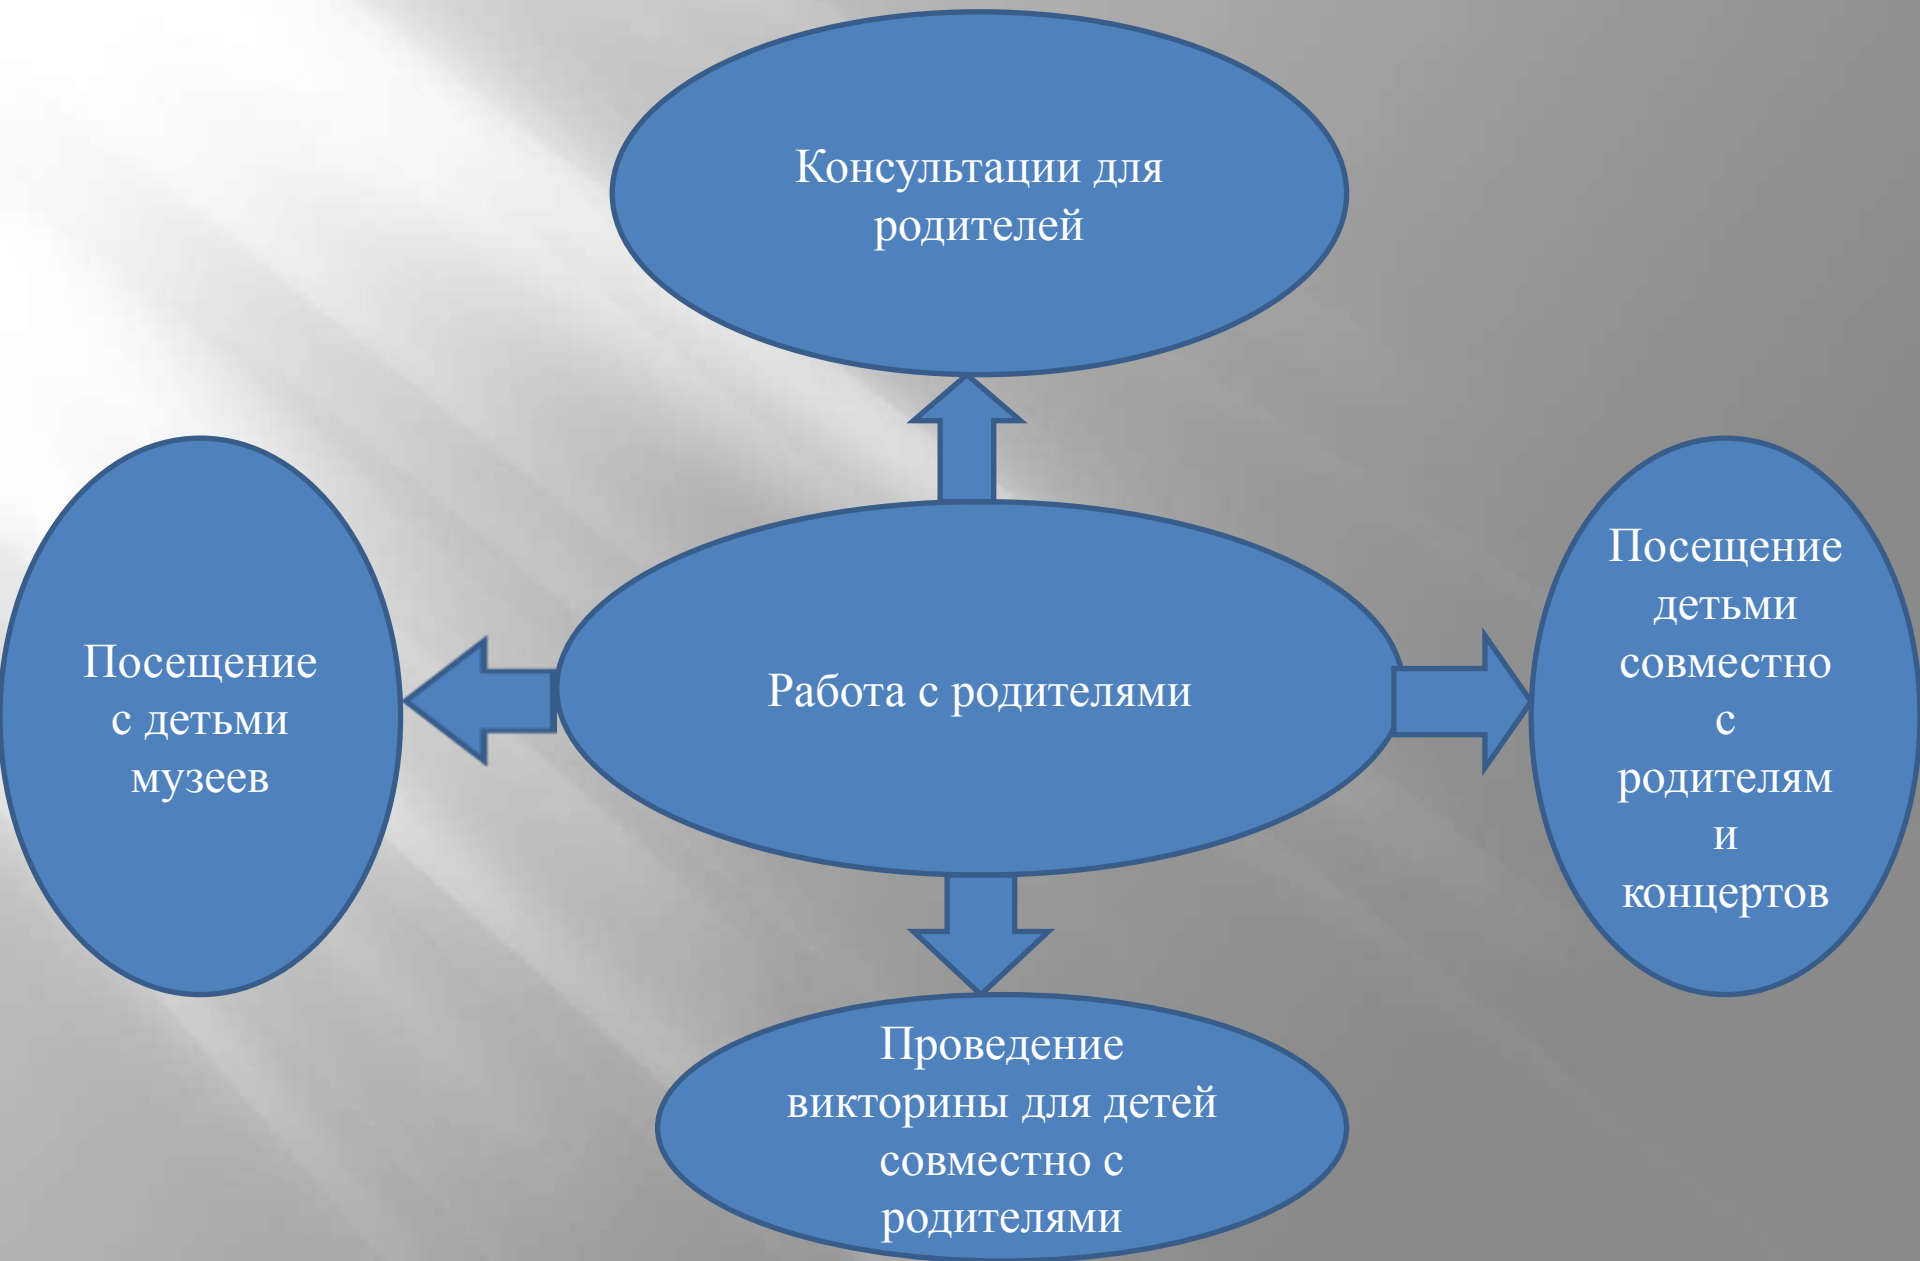 Консультации для
родителей
Посещение
с детьми
музеев
Работа с родителями
Посещение
детьми
совместно
с
родителям
и
концертов
Проведение
викторины для детей
совместно с
родителями